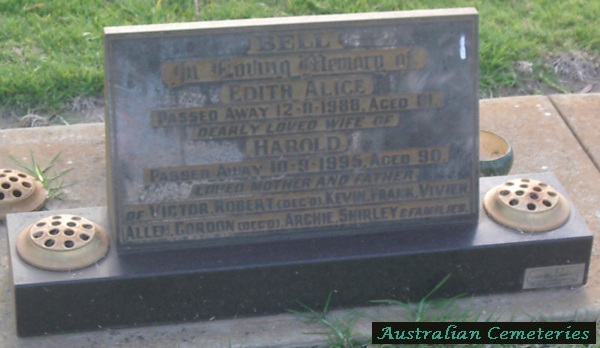 BELL
In Loving Memory of
EDITH ALICE
PASSED AWAY 12-11-1988, AGED
DEARLY LOVED WIFE OF
HAROLD
PASSED AWAY 10-9-1995, AGED 90.
LOVED MOTHER AND FATHER
OF VICTOR, ROBERT (DEC'D) KEVIN, FRANK, VIVIEN
ALLEN, GORDON (DEC'D) ARCHIE, SHIRLEY & FAMILIES.
Australian Cemeteries